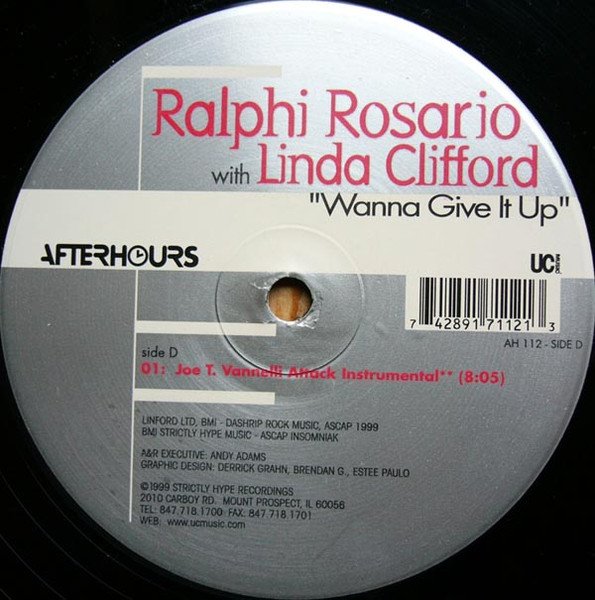 Ralphi Rosario
with Linda Clifford
"Wanna Give It Up"
AFTERHOURS
UC MUSIC
7 42891 71121 3
AH 112 - SIDE D
side D
01: Joe T. Vannelli Attack Instrumental** (8:05)
LINFORD LTD, BMI - DASHRIP ROCK MUSIC, ASCAP 1999
BMI STRICTLY HYPE MUSIC - ASCAP INSOMNIAK
A&R EXECUTIVE: ANDY ADAMS
GRAPHIC DESIGN: DERRICK GRAHN, BRENDAN G., ESTEE PAULO
©1999 STRICTLY HYPE RECORDINGS
2010 CARBOY RD. MOUNT PROSPECT, IL 60056
TEL: 847.718.1700 FAX. 847.718.1701
WEB: www.ucmusic.com